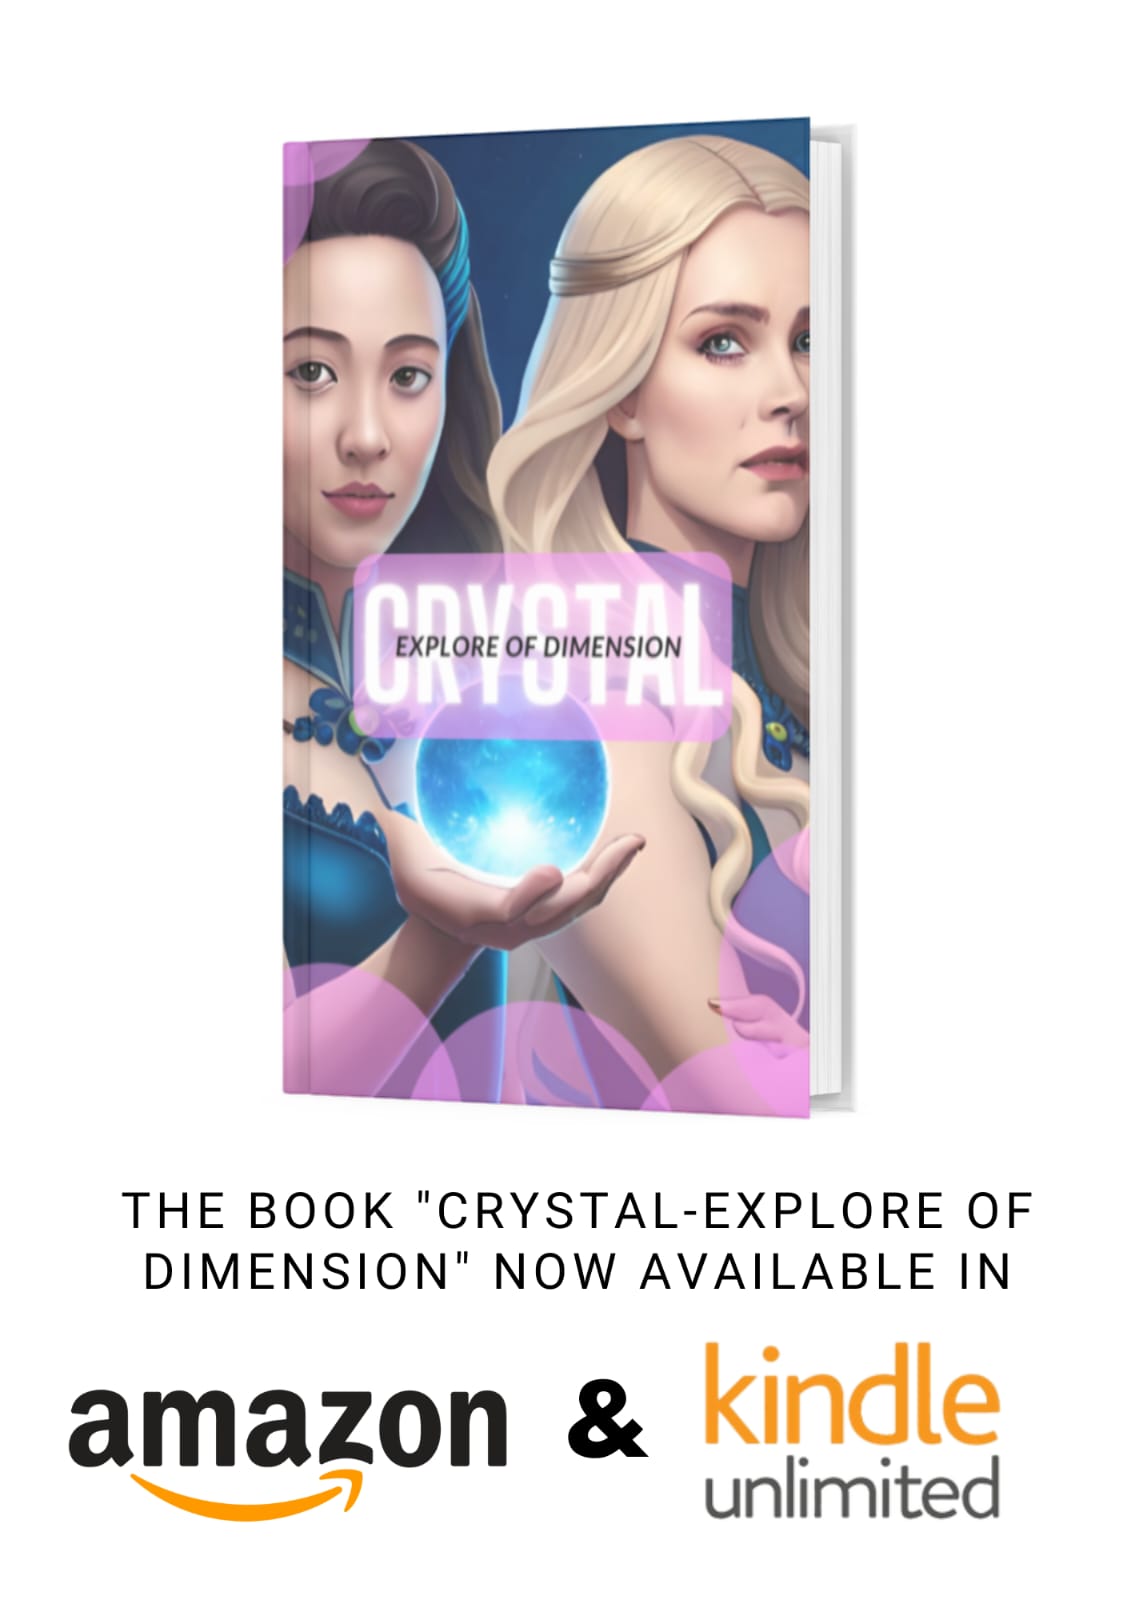 CRYSTAL
EXPLORE OF DIMENSION
THE BOOK "CRYSTAL-EXPLORE OF
DIMENSION" NOW AVAILABLE IN
amazon & kindle
unlimited